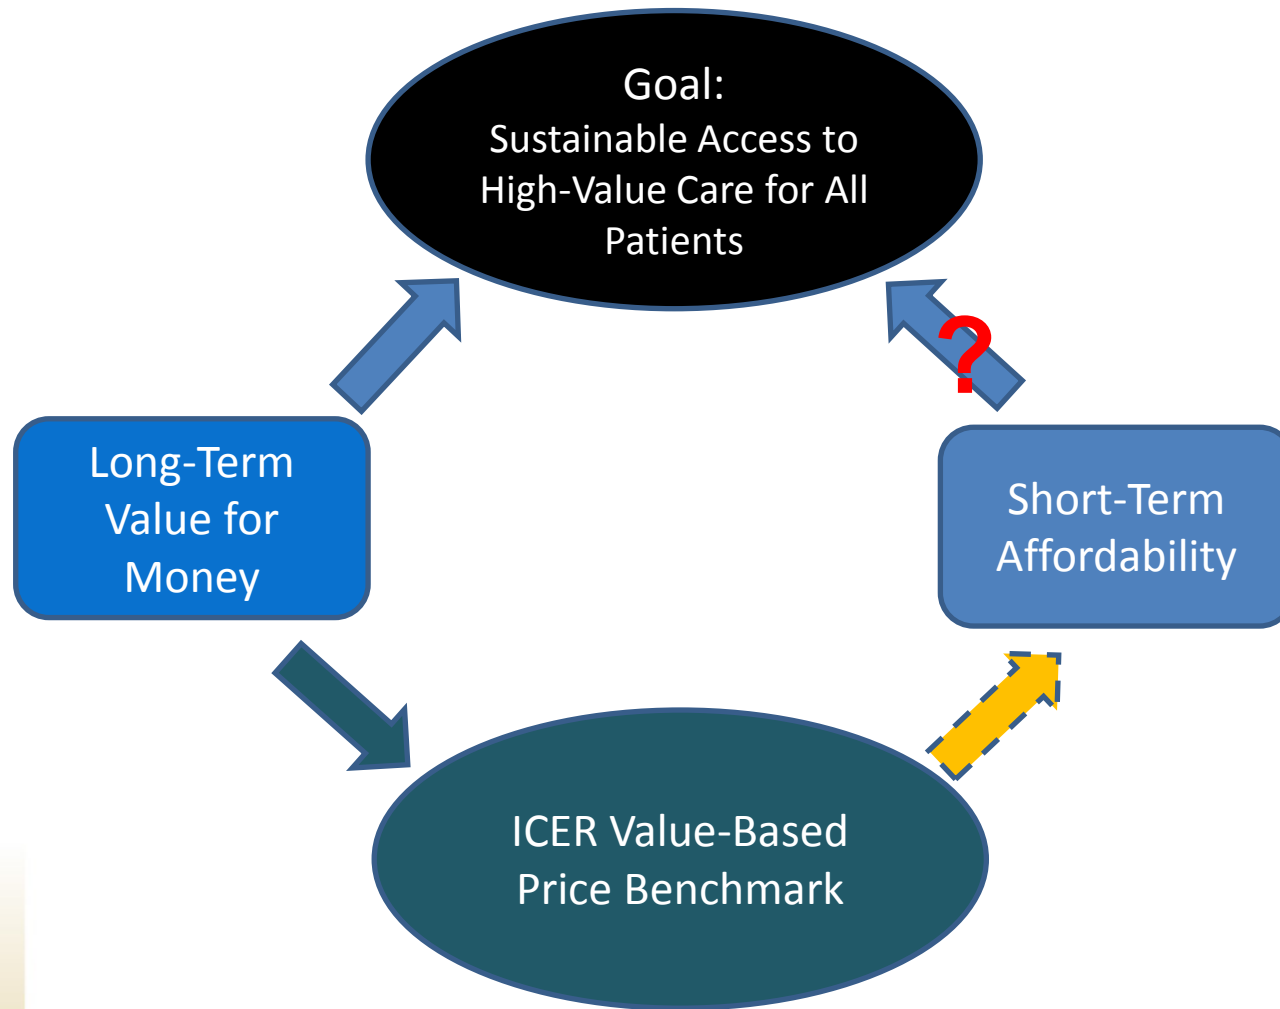 Goal:
Sustainable Access to
High-Value Care for All
Patients
?
Long-Term
Value for
Money
Short-Term
Affordability
ICER Value-Based
Price Benchmark